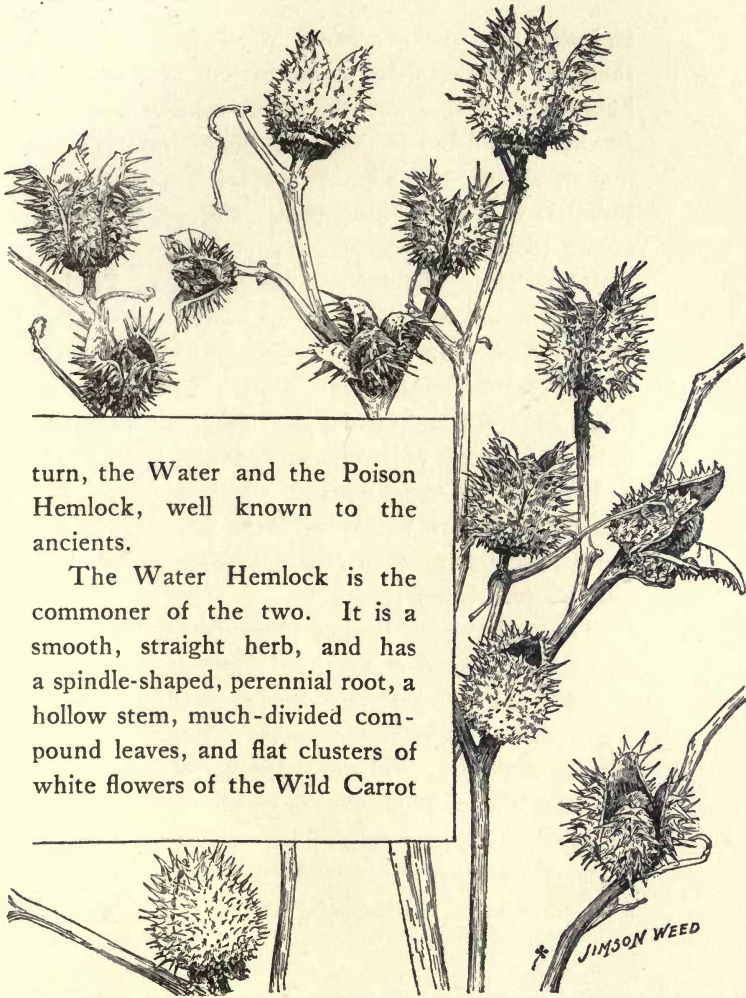 turn, the Water and the Poison
Hemlock, well known to the
ancients.
The Water Hemlock is the
commoner of the two. It is a
smooth, straight herb, and has
a spindle-shaped, perennial root, a
hollow stem, much-divided com-
pound leaves, and flat clusters of
white flowers of the Wild Carrot
JIMSON WEED